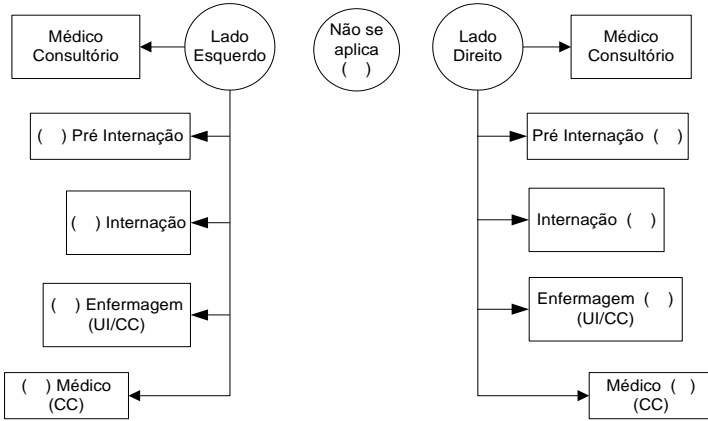 Médico
Consultório
Lado
Esquerdo
Não se
aplica
(   )
Lado
Direito
Médico
Consultório
(   ) Pré Internação
Pré Internação (   )
(   ) Internação
Internação (   )
(   ) Enfermagem
(UI/CC)
Enfermagem (   )
(UI/CC)
(   ) Médico
(CC)
Médico (   )
(CC)